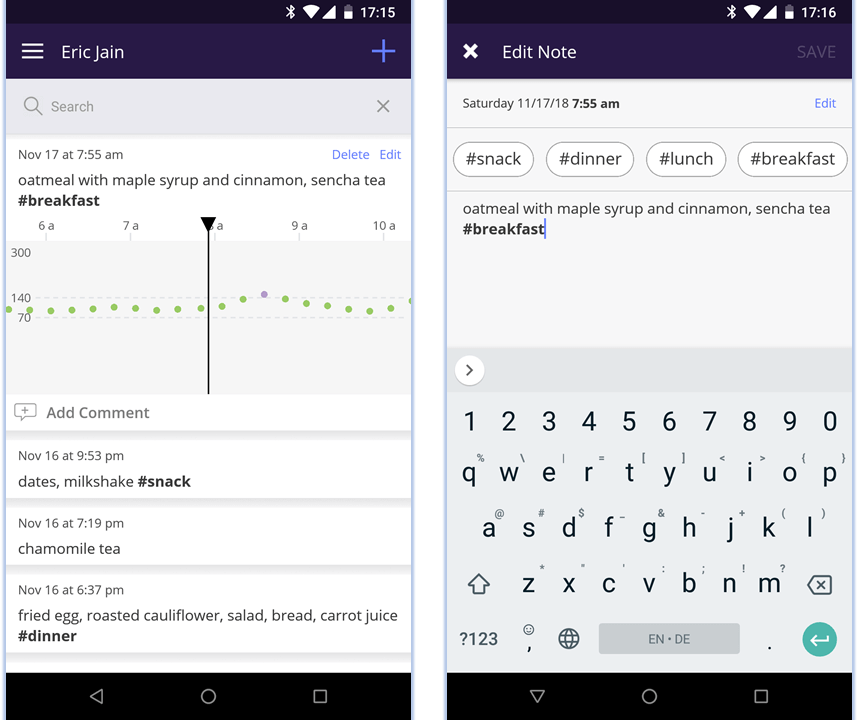 17:15
Eric Jain
Search
Nov 17 at 7:55 am Delete Edit
oatmeal with maple syrup and cinnamon, sencha tea
#breakfast
6 a 7 a a 9 a 10 a
300
140
70
Add Comment
Nov 16 at 9:53 pm
dates, milkshake #snack
Nov 16 at 7:19 pm
chamomile tea
Nov 16 at 6:37 pm
fried egg, roasted cauliflower, salad, bread, carrot juice
#dinner
17:16
Edit Note SAVE
Saturday 11/17/18 7:55 am Edit
#snack #dinner #lunch #breakfast
oatmeal with maple syrup and cinnamon, sencha tea
#breakfast
1 2 3 4 5 6 7 8 9 0
% \ | = [ ] < > { }
q w e r t y u i o p
@ # $ _ & - + ( )
a s d f g h j k l
* " ' : ; ! ?
z x c v b n m
?123 , EN • DE .